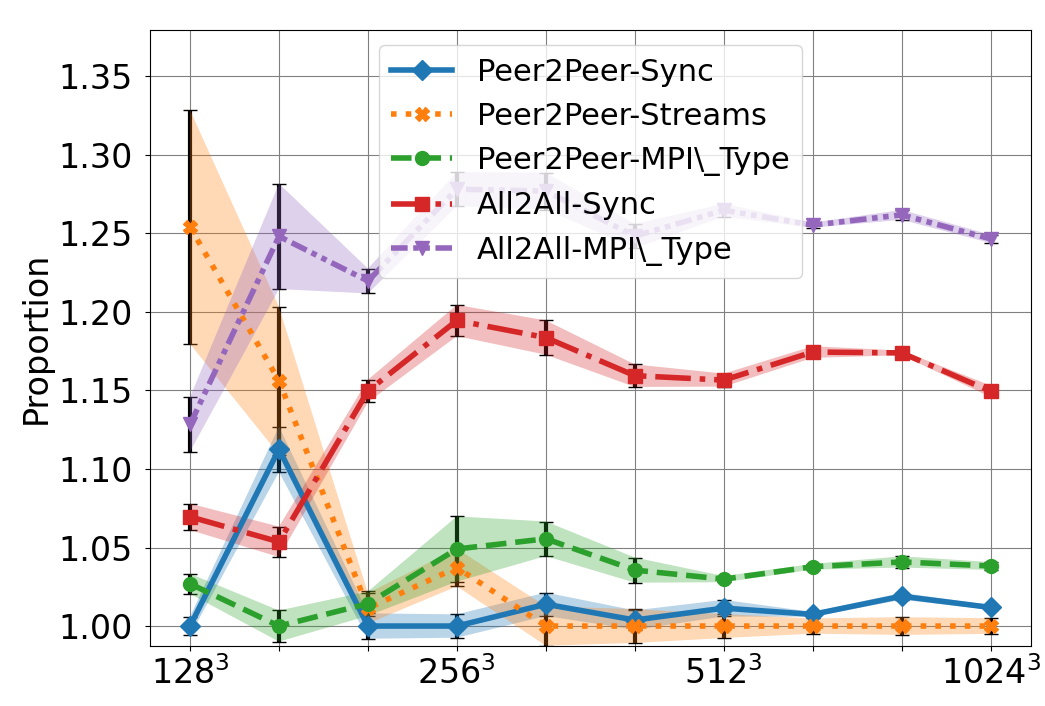 Proportion
1.35
1.30
1.25
1.20
1.15
1.10
1.05
1.00
Peer2Peer-Sync
Peer2Peer-Streams
Peer2Peer-MPI\_Type
All2All-Sync
All2All-MPI\_Type
128³ 256³ 512³ 1024³